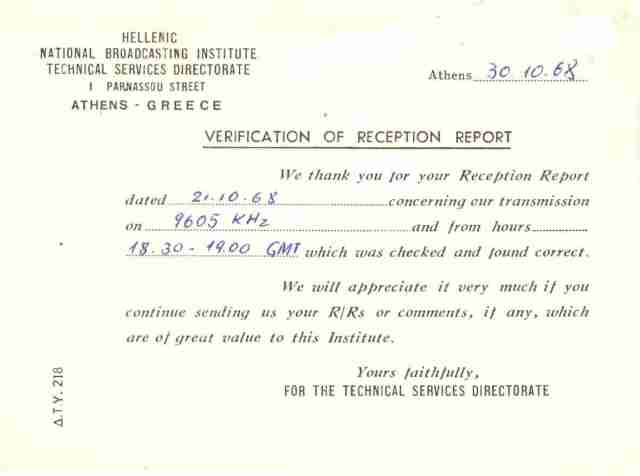 HELLENIC
NATIONAL BROADCASTING INSTITUTE
TECHNICAL SERVICES DIRECTORATE
1 PARNASSOU STREET
ATHENS - GREECE
Athens 30.10.68
VERIFICATION OF RECEPTION REPORT
We thank you for your Reception Report
dated 21.10.68 concerning our transmission
on 9605 KHz and from hours
18.30 - 19.00 GMT which was checked and found correct.
We will appreciate it very much if you
continue sending us your R/Rs or comments, if any, which
are of great value to this Institute.
Yours faithfully,
FOR THE TECHNICAL SERVICES DIRECTORATE
Δ.Τ.Υ. 218